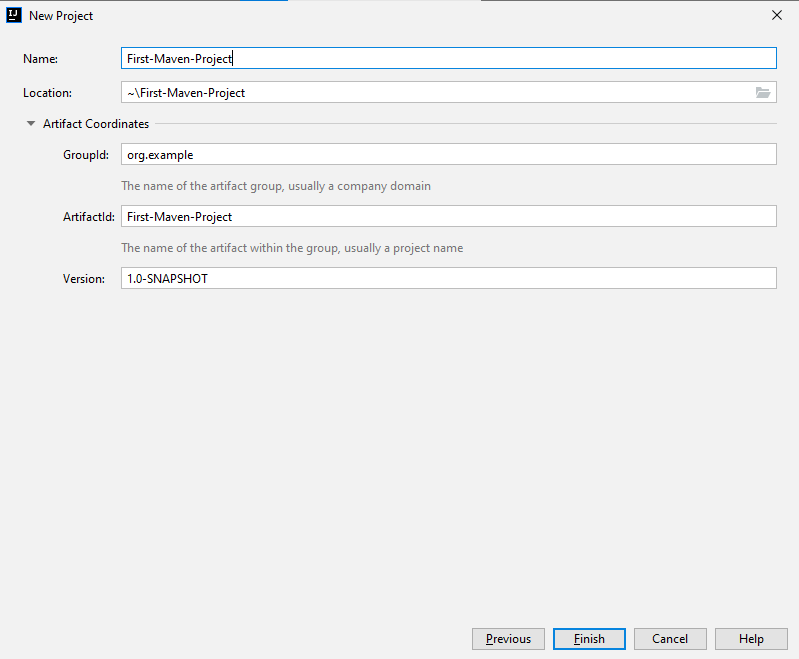 IJ New Project
Name: First-Maven-Project
Location: ~\First-Maven-Project
Artifact Coordinates
GroupId: org.example
The name of the artifact group, usually a company domain
ArtifactId: First-Maven-Project
The name of the artifact within the group, usually a project name
Version: 1.0-SNAPSHOT
Previous Finish Cancel Help